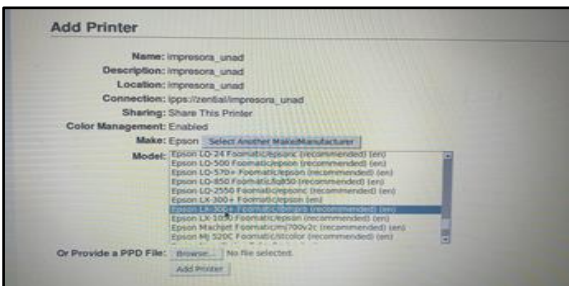 Add Printer
Name: impresora_unad
Description: impresora_unad
Location: impresora_unad
Connection: ipps://zential/impresora_unad
Sharing: Share This Printer
Color Management: Enabled
Make: Epson Select Another Make/Manufacturer
Model: Epson LQ-24 Foomatic/epsonc (recommended) (en)
Epson LQ-500 Foomatic/epson (recommended) (en)
Epson LQ-570+ Foomatic/lq850 (recommended) (en)
Epson LQ-850 Foomatic/lq850 (recommended) (en)
Epson LQ-2550 Foomatic/epsonc (recommended) (en)
Epson LX-300+ Foomatic/epson (en)
Epson LX-300+ Foomatic/ibmpro (recommended) (en)
Epson LX-1050 Foomatic/epson (recommended) (en)
Epson Machjet Foomatic/mj700v2c (recommended) (en)
Epson MJ 520C Foomatic/stcolor (recommended) (en)
Or Provide a PPD File: Browse... No file selected.
Add Printer